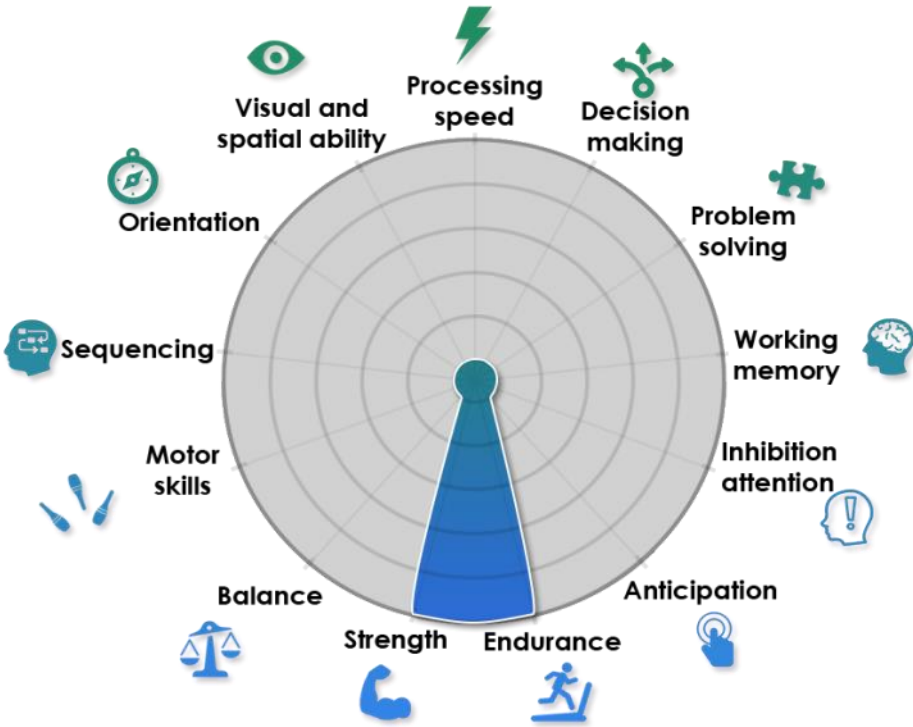 Processing
speed
Decision
making
Visual and
spatial ability
Problem
solving
Orientation
Working
memory
Sequencing
Inhibition
attention
Motor
skills
Anticipation
Balance
Strength
Endurance